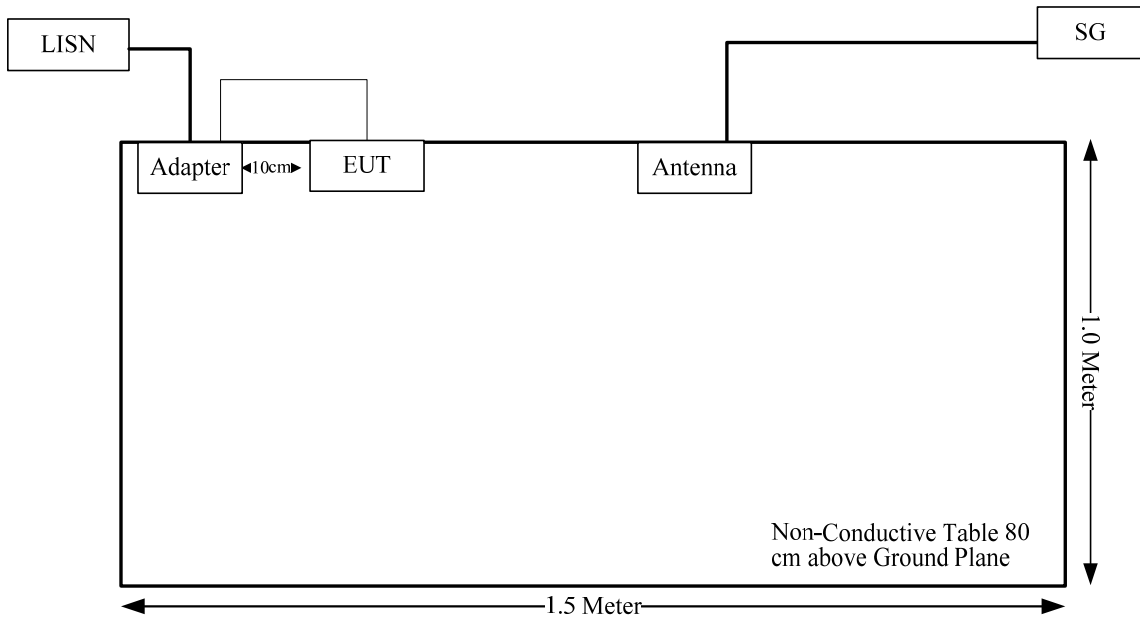 LISN
SG
Adapter
10cm
EUT
Antenna
1.0 Meter
Non-Conductive Table 80
cm above Ground Plane
1.5 Meter